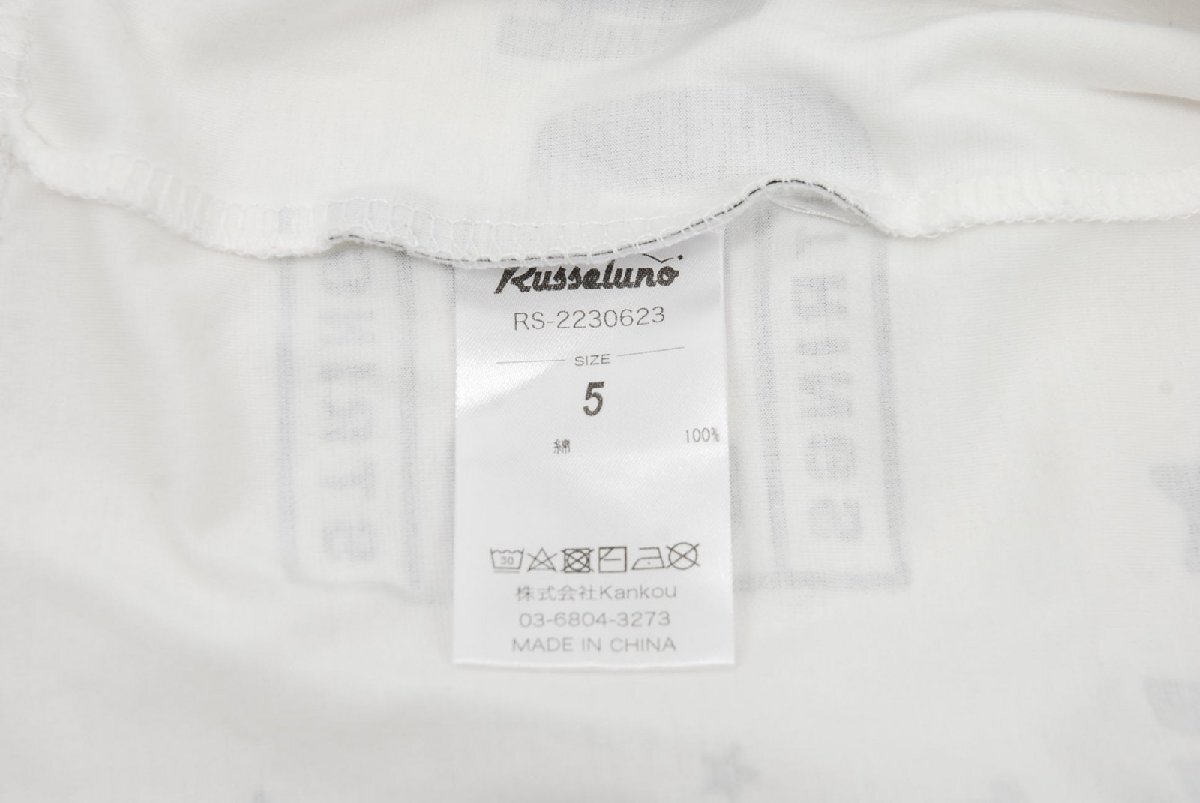 Russeluno
RS-2230623
SIZE
5
綿 100%
30
株式会社Kankou
03-6804-3273
MADE IN CHINA